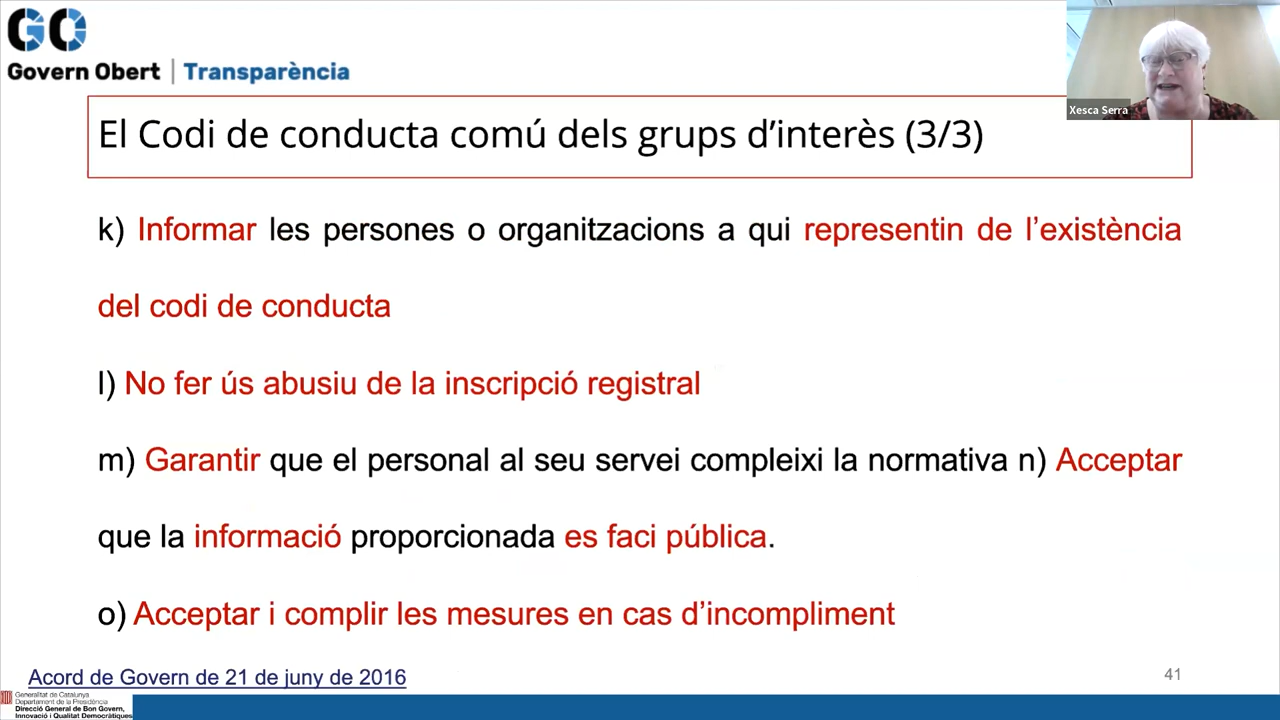 GO
Govern Obert | Transparència
Xesca Serra
El Codi de conducta comú dels grups d’interès (3/3)
k) Informar les persones o organitzacions a qui representin de l’existència
del codi de conducta
l) No fer ús abusiu de la inscripció registral
m) Garantir que el personal al seu servei compleixi la normativa n) Acceptar
que la informació proporcionada es faci pública.
o) Acceptar i complir les mesures en cas d’incompliment
Acord de Govern de 21 de juny de 2016
41
Generalitat de Catalunya
Departament de la Presidència
Direcció General de Bon Govern,
Innovació i Qualitat Democràtiques